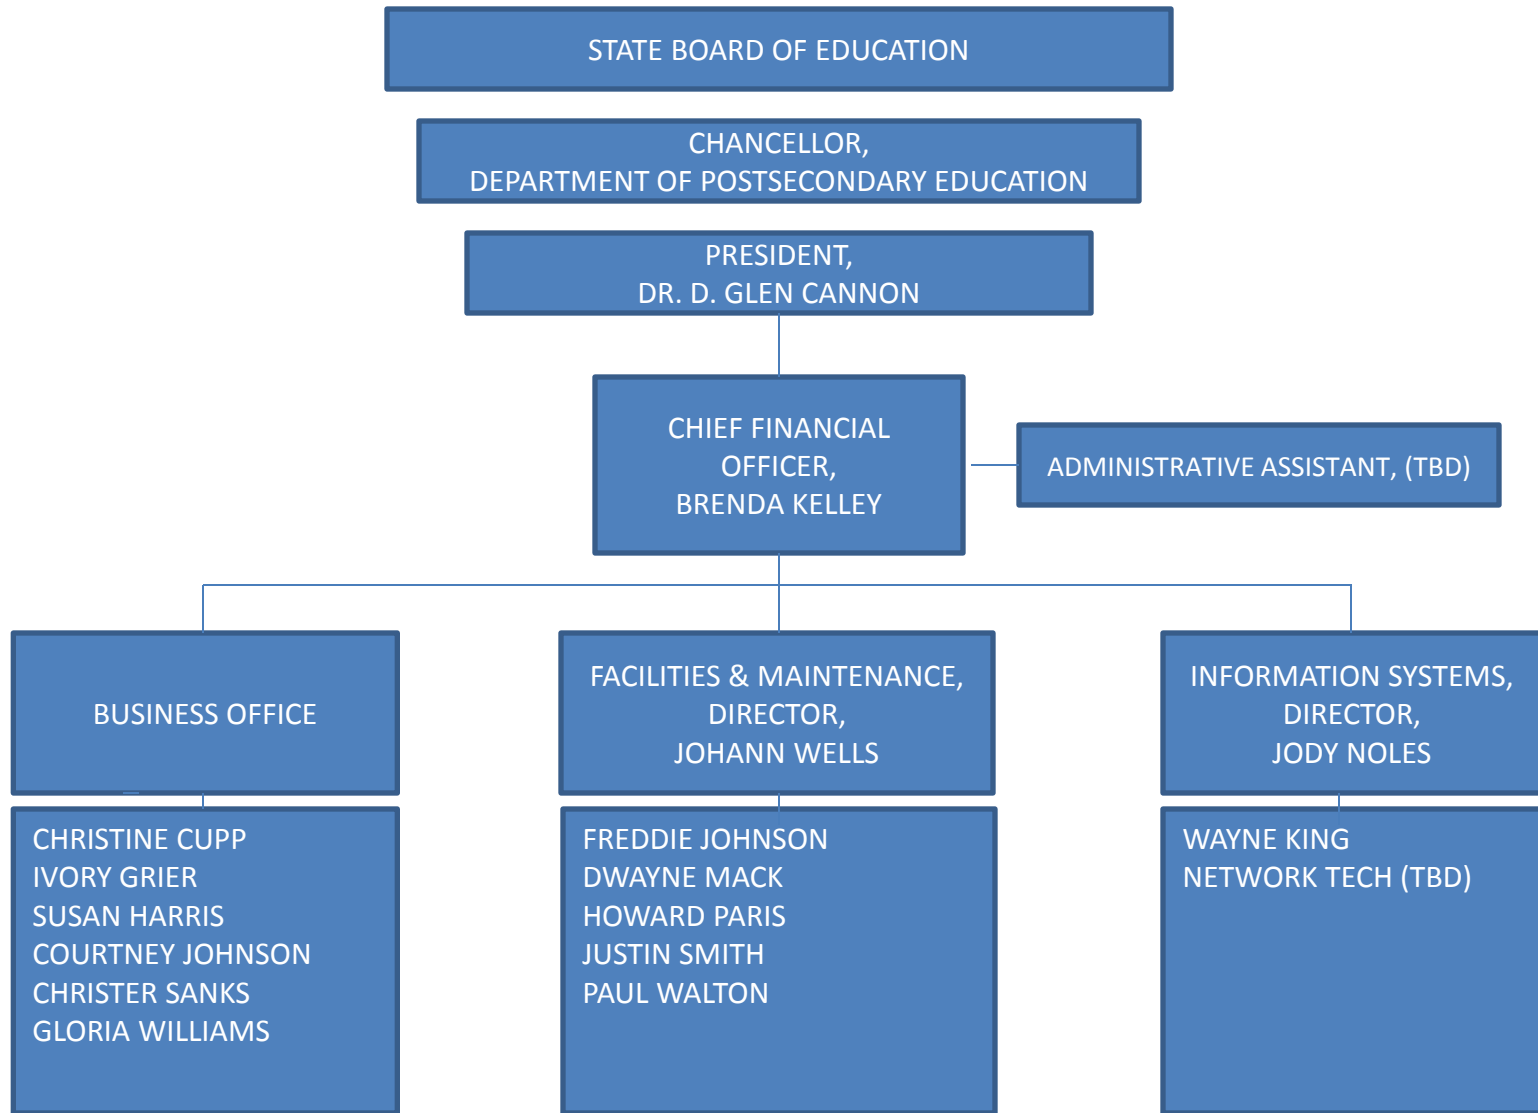 STATE BOARD OF EDUCATION
CHANCELLOR,
DEPARTMENT OF POSTSECONDARY EDUCATION
PRESIDENT,
DR. D. GLEN CANNON
CHIEF FINANCIAL
OFFICER,
BRENDA KELLEY
ADMINISTRATIVE ASSISTANT, (TBD)
BUSINESS OFFICE
FACILITIES & MAINTENANCE,
DIRECTOR,
JOHANN WELLS
INFORMATION SYSTEMS,
DIRECTOR,
JODY NOLES
CHRISTINE CUPP
IVORY GRIER
SUSAN HARRIS
COURTNEY JOHNSON
CHRISTER SANKS
GLORIA WILLIAMS
FREDDIE JOHNSON
DWAYNE MACK
HOWARD PARIS
JUSTIN SMITH
PAUL WALTON
WAYNE KING
NETWORK TECH (TBD)